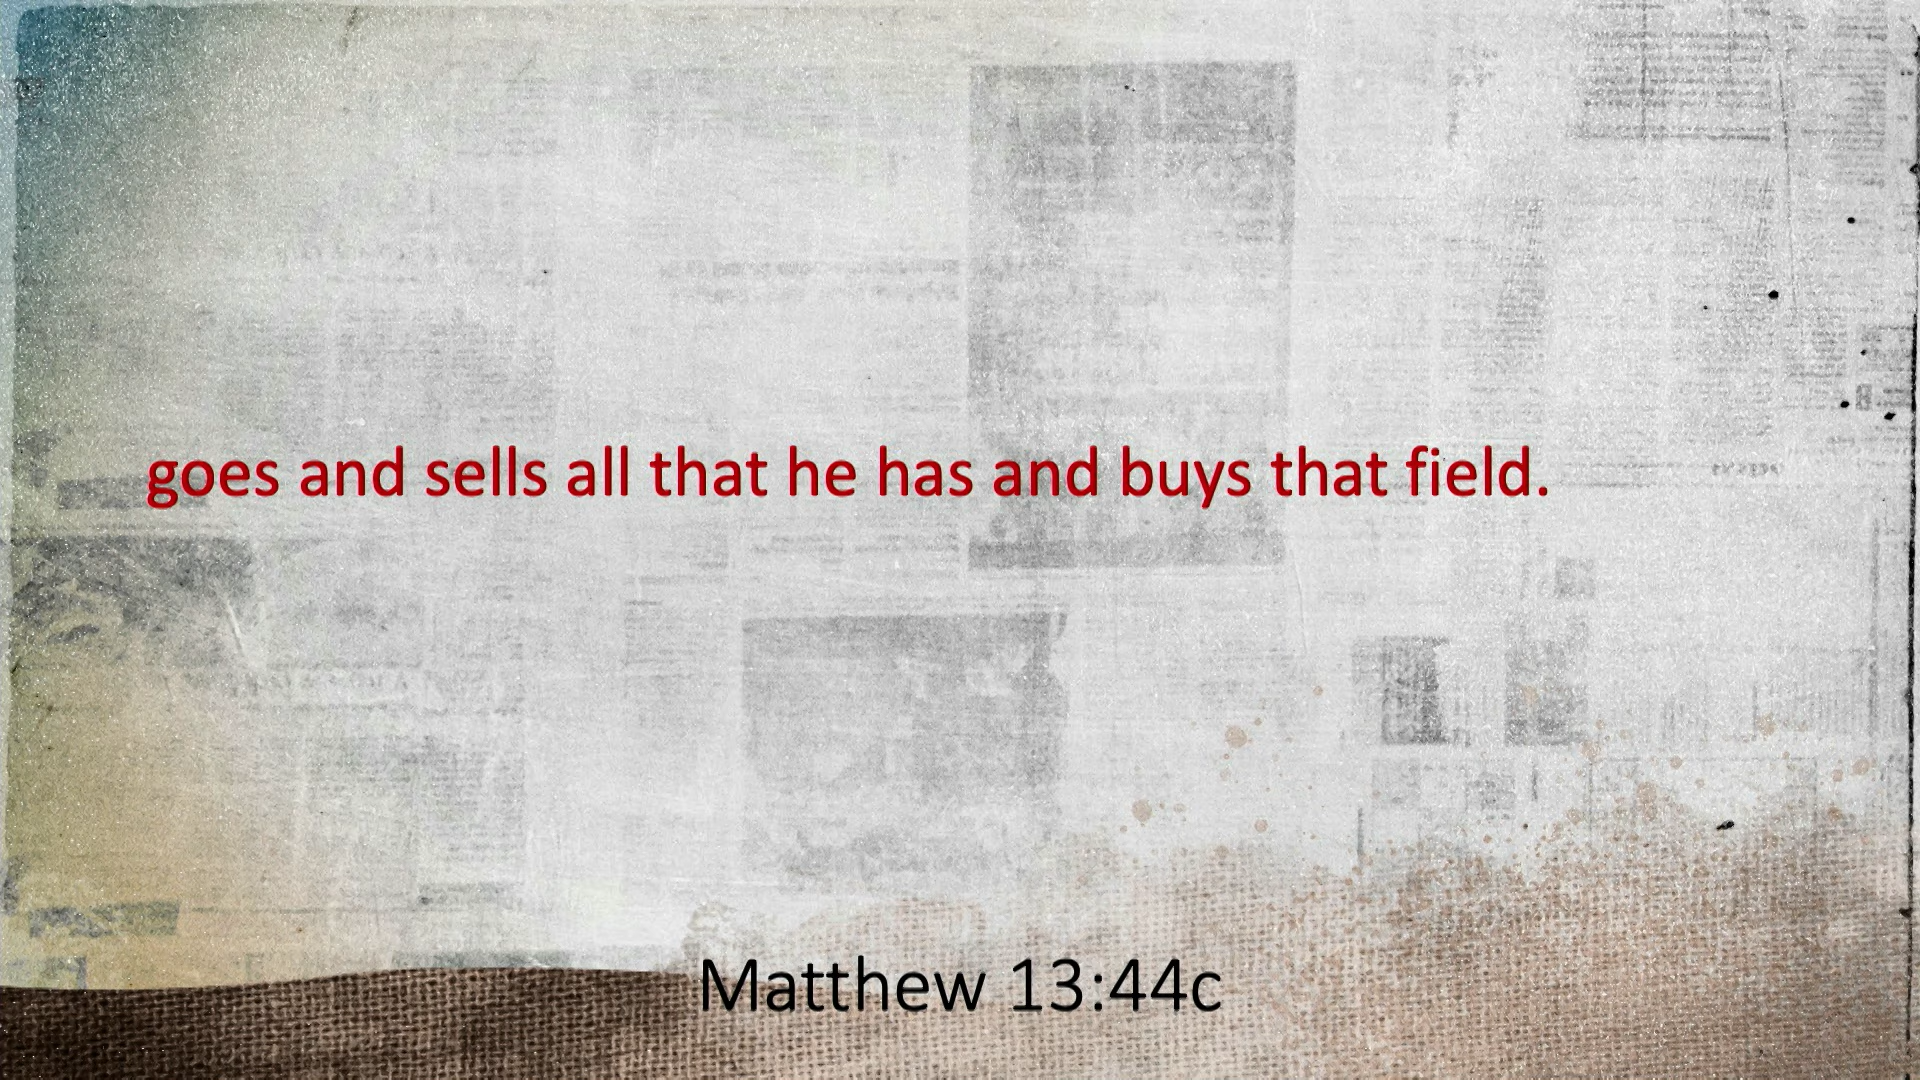 goes and sells all that he has and buys that field.
Matthew 13:44c